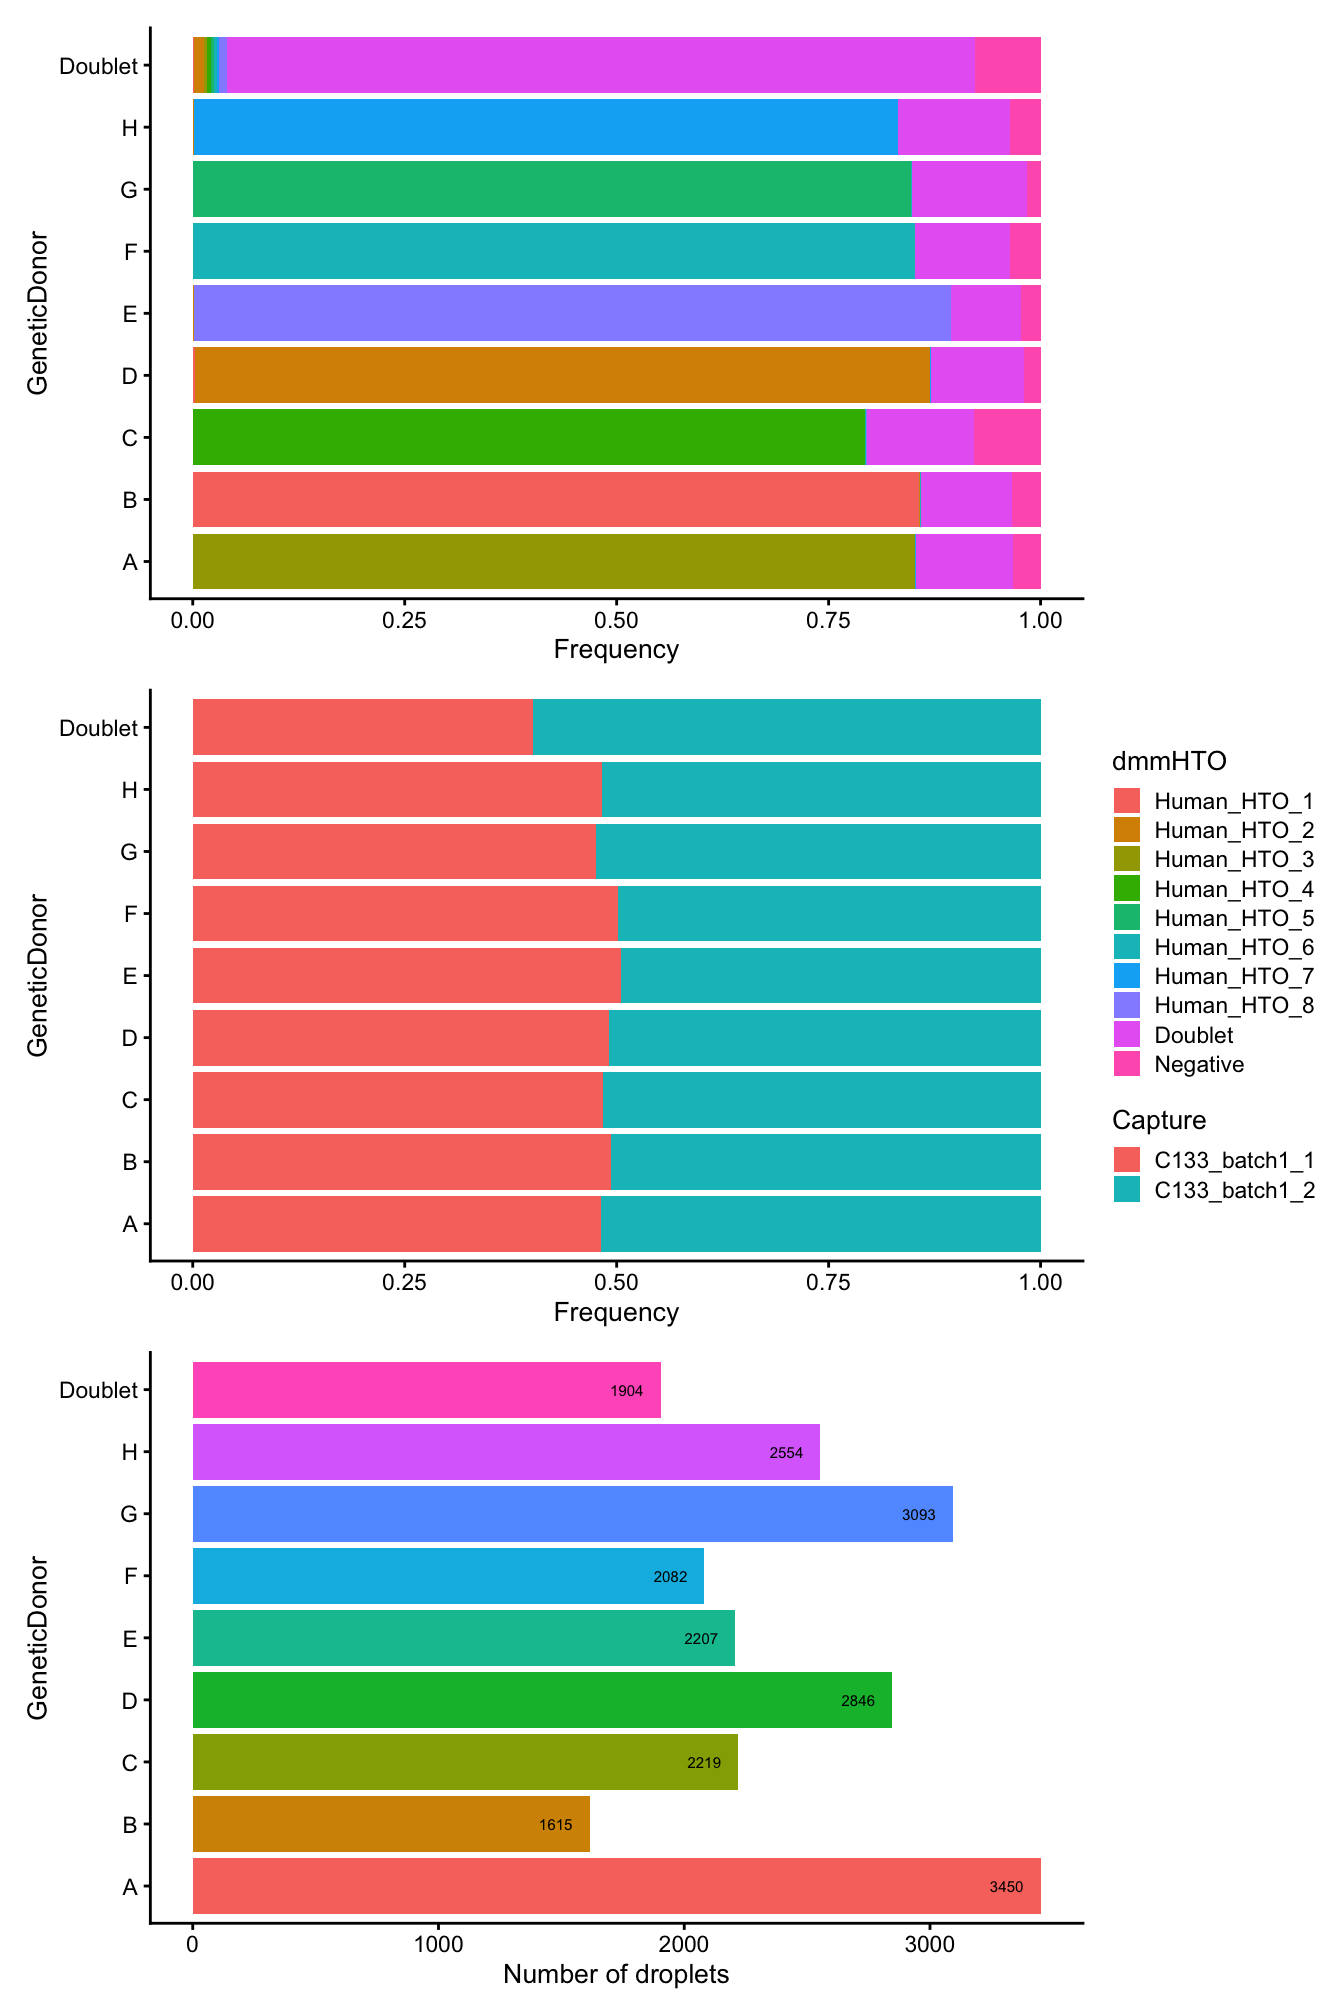 GeneticDonor
Doublet
H
G
F
E
D
C
B
A
0.00 0.25 0.50 0.75 1.00
Frequency
GeneticDonor
Doublet
H
G
F
E
D
C
B
A
0.00 0.25 0.50 0.75 1.00
Frequency
dmmHTO
Human_HTO_1
Human_HTO_2
Human_HTO_3
Human_HTO_4
Human_HTO_5
Human_HTO_6
Human_HTO_7
Human_HTO_8
Doublet
Negative
Capture
C133_batch1_1
C133_batch1_2
GeneticDonor
Doublet 1904
H 2554
G 3093
F 2082
E 2207
D 2846
C 2219
B 1615
A 3450
0 1000 2000 3000
Number of droplets